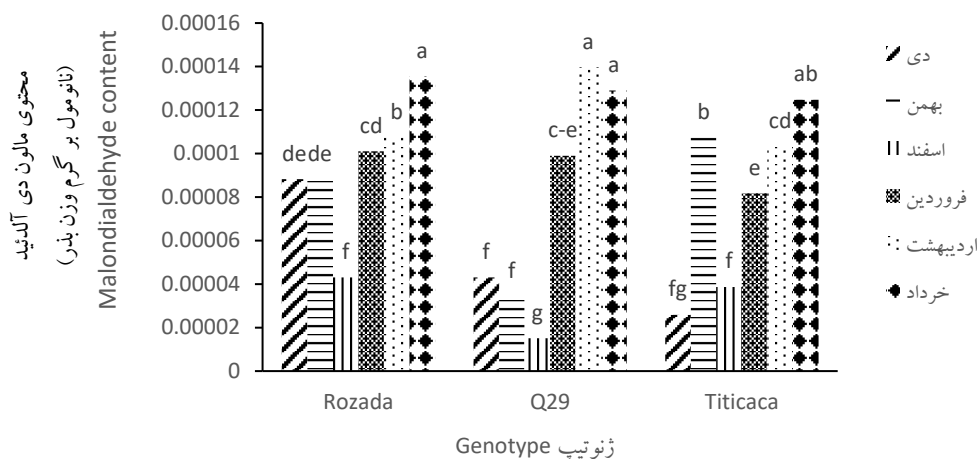 محتوی مالون دی آلدئید
(نانومول بر گرم وزن بذر)
Malondialdehyde content
0.00016
0.00014
0.00012
0.0001
0.00008
0.00006
0.00004
0.00002
0
de de f cd b a
f f g c-e a a
fg b f e cd ab
Rozada Q29 Titicaca
ژنوتیپ Genotype
دی
بهمن
اسفند
فروردین
اردیبهشت
خرداد